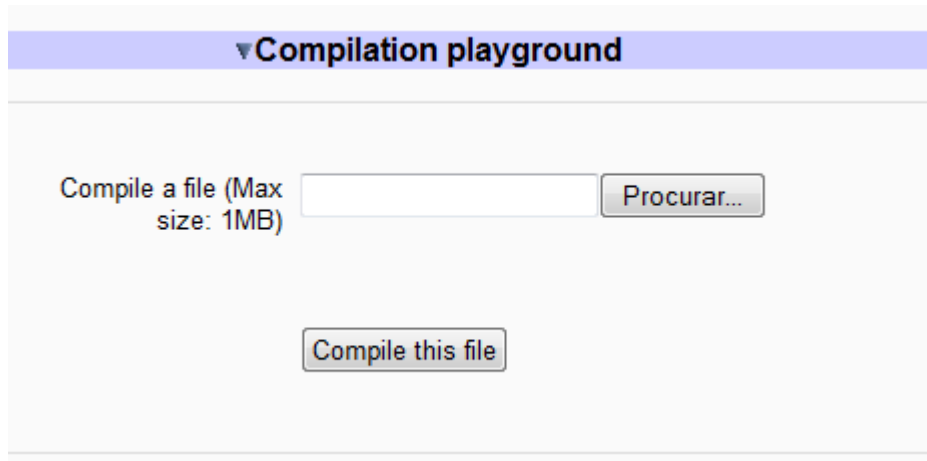 Compilation playground
Compile a file (Max
size: 1MB)
Procurar...
Compile this file